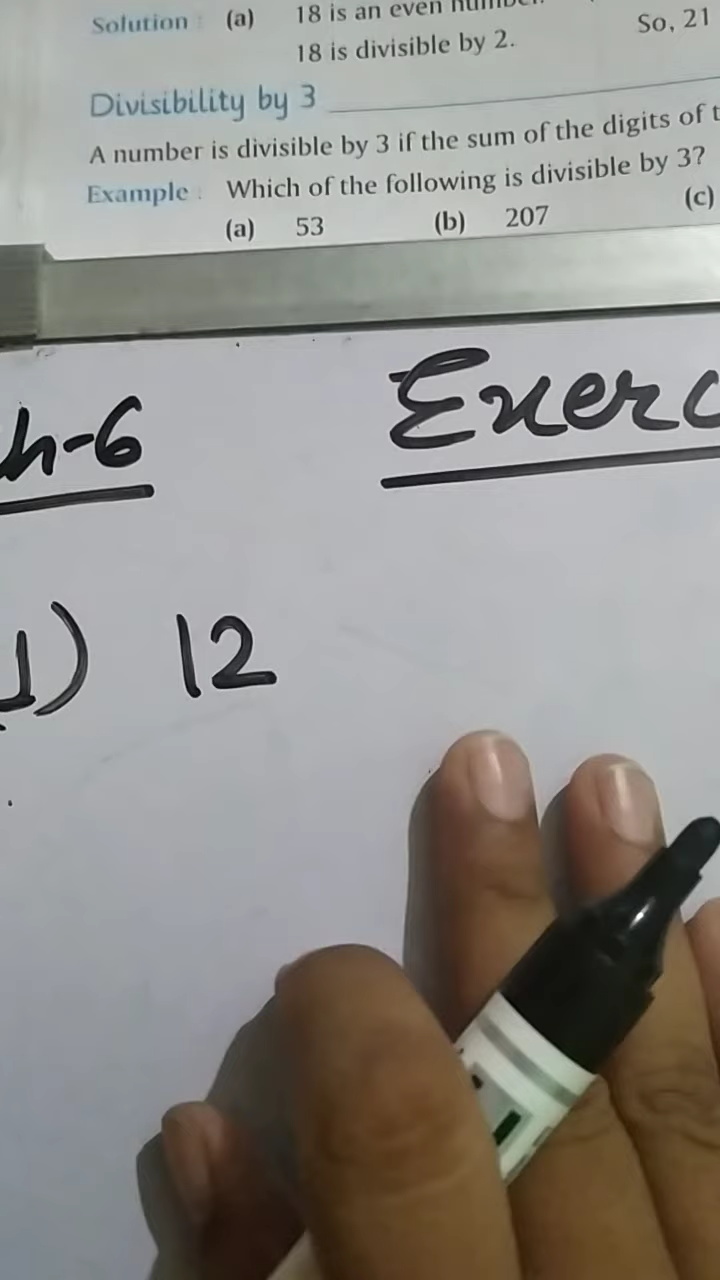 Solution : (a) 18 is an even number.
18 is divisible by 2. So, 21
Divisibility by 3
A number is divisible by 3 if the sum of the digits of t
Example : Which of the following is divisible by 3?
(a) 53 (b) 207 (c)
h-6 Exerc
1) 12